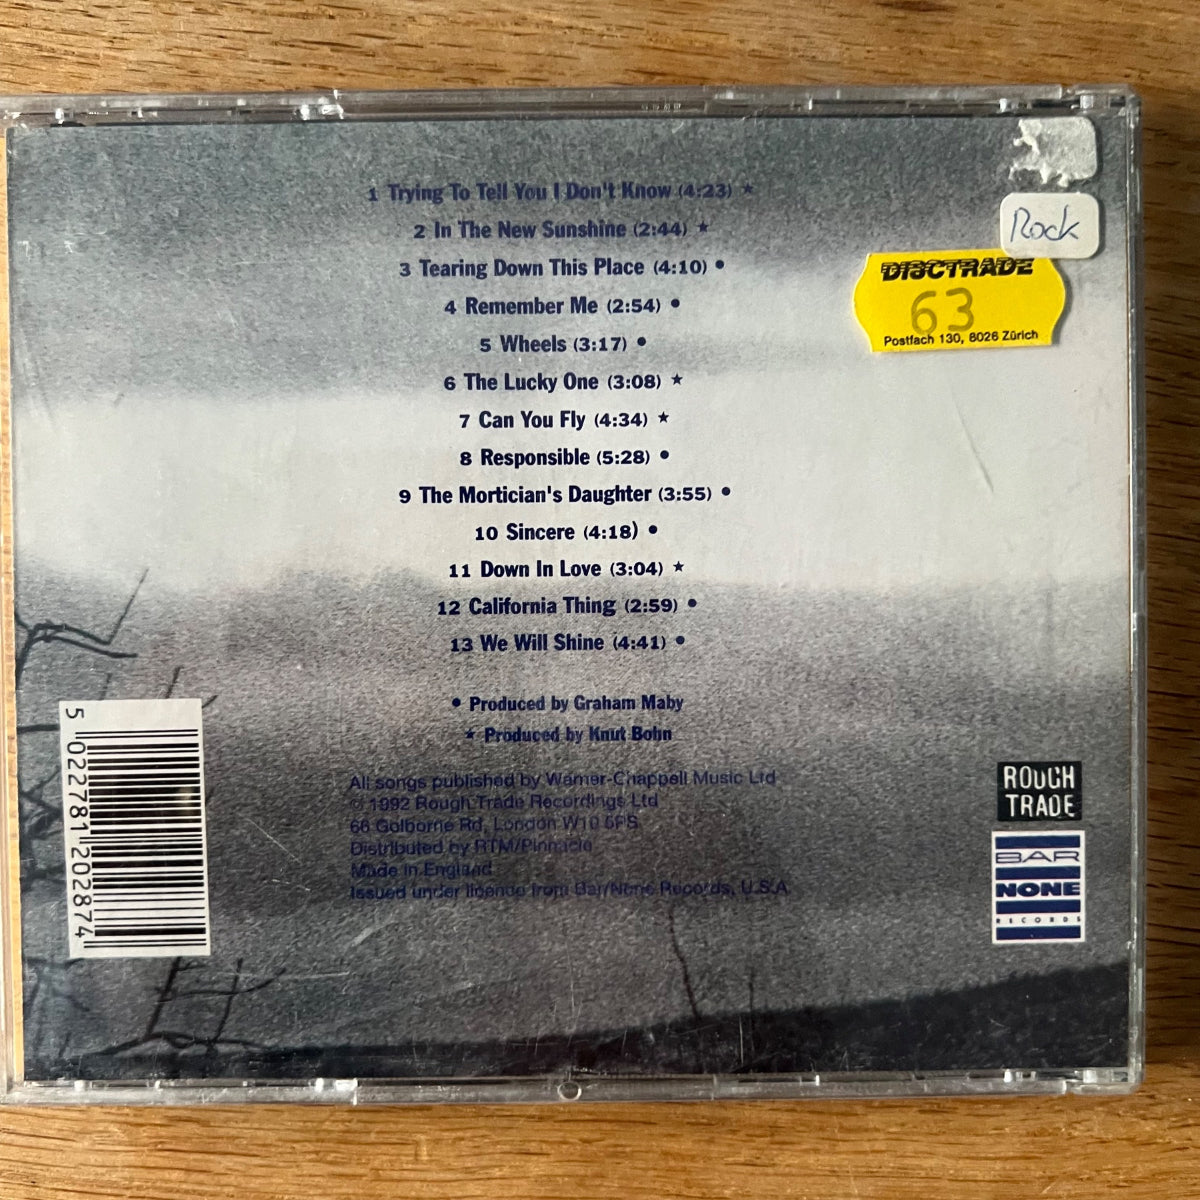 1 Trying To Tell You I Don't Know (4:23) ★
2 In The New Sunshine (2:44) ★
3 Tearing Down This Place (4:10) •
4 Remember Me (2:54) •
5 Wheels (3:17) •
6 The Lucky One (3:08) ★
7 Can You Fly (4:34) ★
8 Responsible (5:28) •
9 The Mortician's Daughter (3:55) •
10 Sincere (4:18) •
11 Down In Love (3:04) ★
12 California Thing (2:59) •
13 We Will Shine (4:41) •
• Produced by Graham Maby
★ Produced by Knut Bohn
All songs published by Warner-Chappell Music Ltd
© 1992 Rough Trade Recordings Ltd
66 Golborne Rd, London W10 5PS
Distributed by RTM/Pinnacle
Made in England
Issued under licence from Bar/None Records, U.S.A
Rock
DISCTRADE
63
Postfach 130, 8026 Zürich
5 022781 202874
ROUGH
TRADE
BAR
NONE
RECORDS